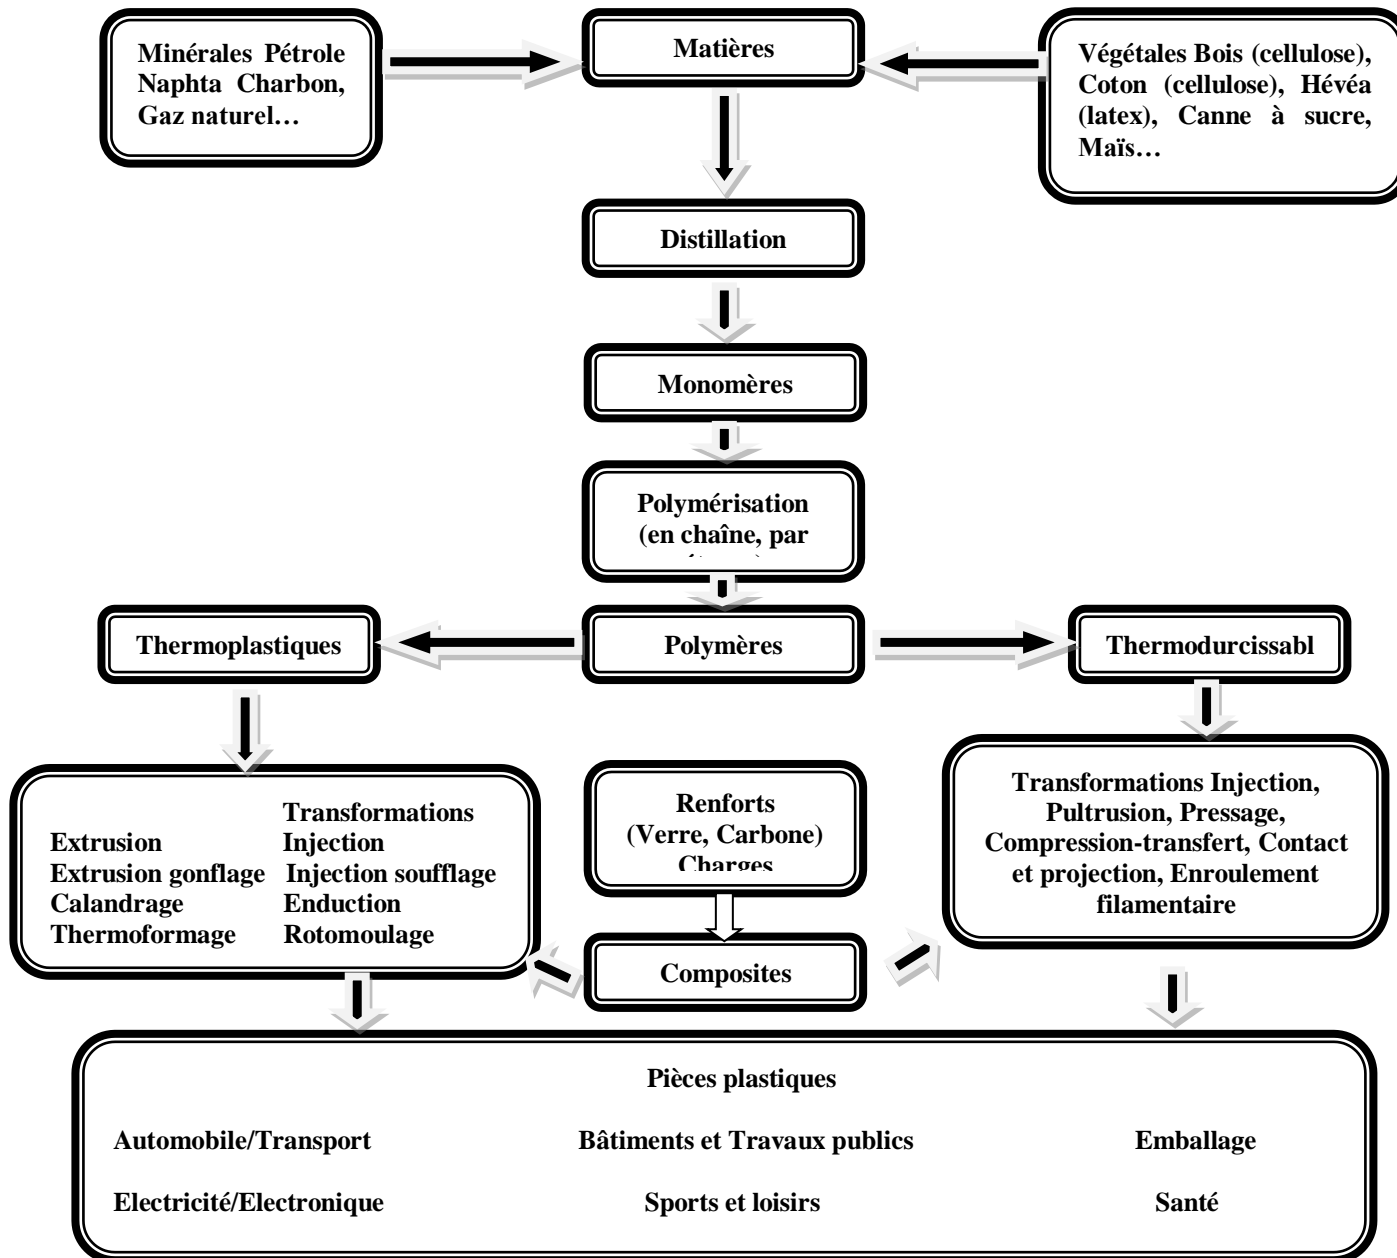 Minérales Pétrole
Naphta Charbon,
Gaz naturel…
Matières
Végétales Bois (cellulose),
Coton (cellulose), Hévéa
(latex), Canne à sucre,
Maïs…
Distillation
Monomères
Polymérisation
(en chaîne, par
Thermoplastiques
Polymères
Thermodurcissabl
Transformations
Extrusion Injection
Extrusion gonflage Injection soufflage
Calandrage Enduction
Thermoformage Rotomoulage
Renforts
(Verre, Carbone)
Charges
Transformations Injection,
Pultrusion, Pressage,
Compression-transfert, Contact
et projection, Enroulement
filamentaire
Composites
Pièces plastiques
Automobile/Transport Bâtiments et Travaux publics Emballage
Electricité/Electronique Sports et loisirs Santé